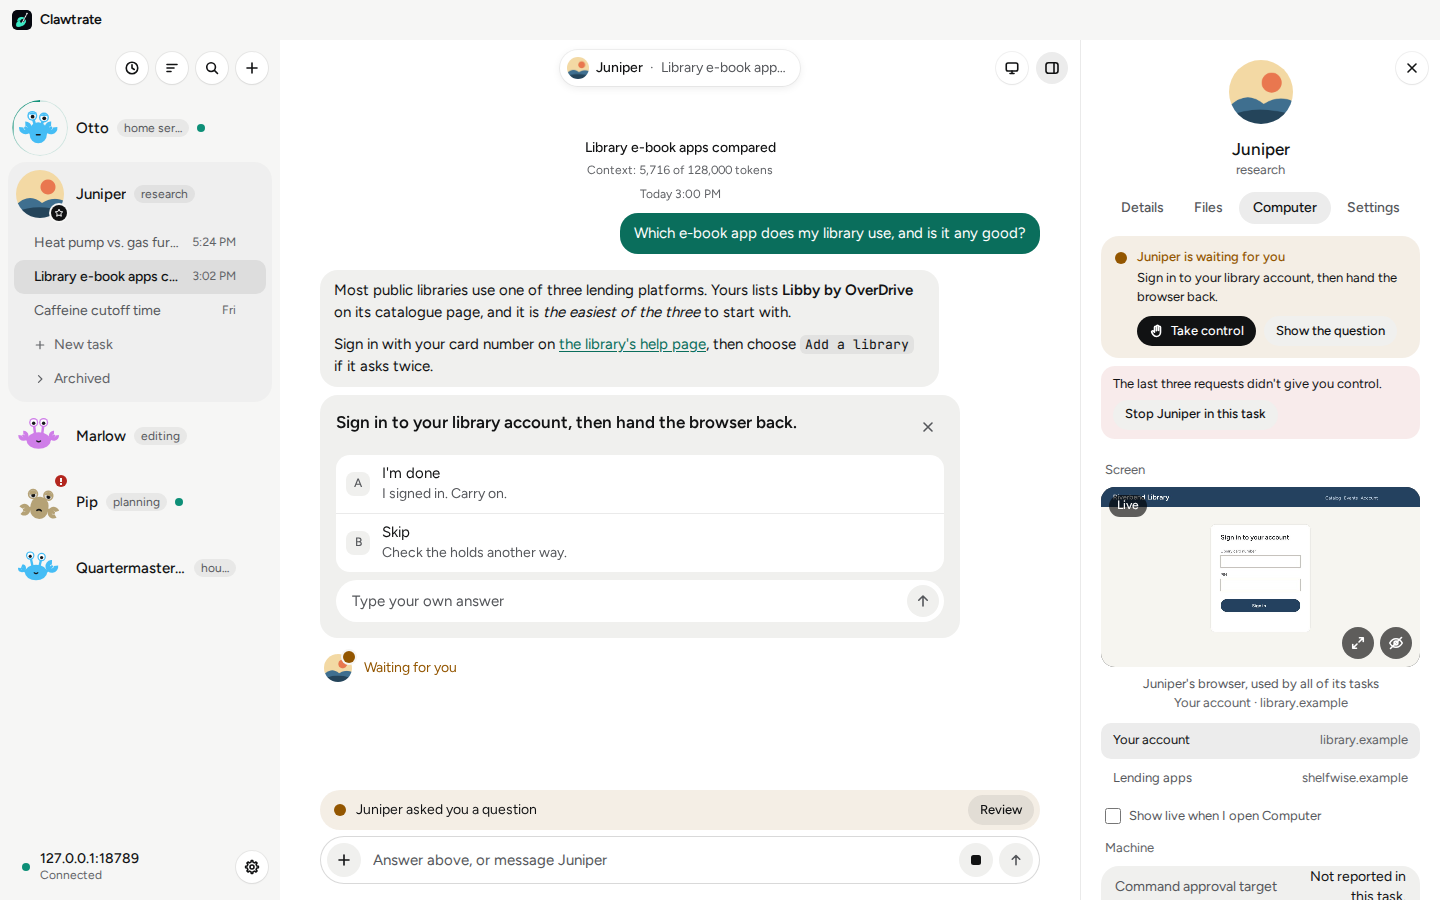 Clawtrate
Otto
home ser...
Juniper
research
Heat pump vs. gas fur...
5:24 PM
Library e-book apps c...
3:02 PM
Caffeine cutoff time
Fri
New task
Archived
Marlow
editing
Pip
planning
Quartermaster...
hou...
127.0.0.1:18789
Connected
Juniper · Library e-book app...
Library e-book apps compared
Context: 5,716 of 128,000 tokens
Today 3:00 PM
Which e-book app does my library use, and is it any good?
Most public libraries use one of three lending platforms. Yours lists Libby by OverDrive
on its catalogue page, and it is the easiest of the three to start with.
Sign in with your card number on the library's help page, then choose Add a library
if it asks twice.
Sign in to your library account, then hand the browser back.
A
I'm done
I signed in. Carry on.
B
Skip
Check the holds another way.
Type your own answer
Waiting for you
Juniper asked you a question
Review
Answer above, or message Juniper
Juniper
research
Details
Files
Computer
Settings
Juniper is waiting for you
Sign in to your library account, then hand the
browser back.
Take control
Show the question
The last three requests didn't give you control.
Stop Juniper in this task
Screen
Library
Catalog Events Account
Live
Sign in to your account
Sign in
Juniper's browser, used by all of its tasks
Your account · library.example
Your account
library.example
Lending apps
shelfwise.example
Show live when I open Computer
Machine
Command approval target
Not reported in
this task.